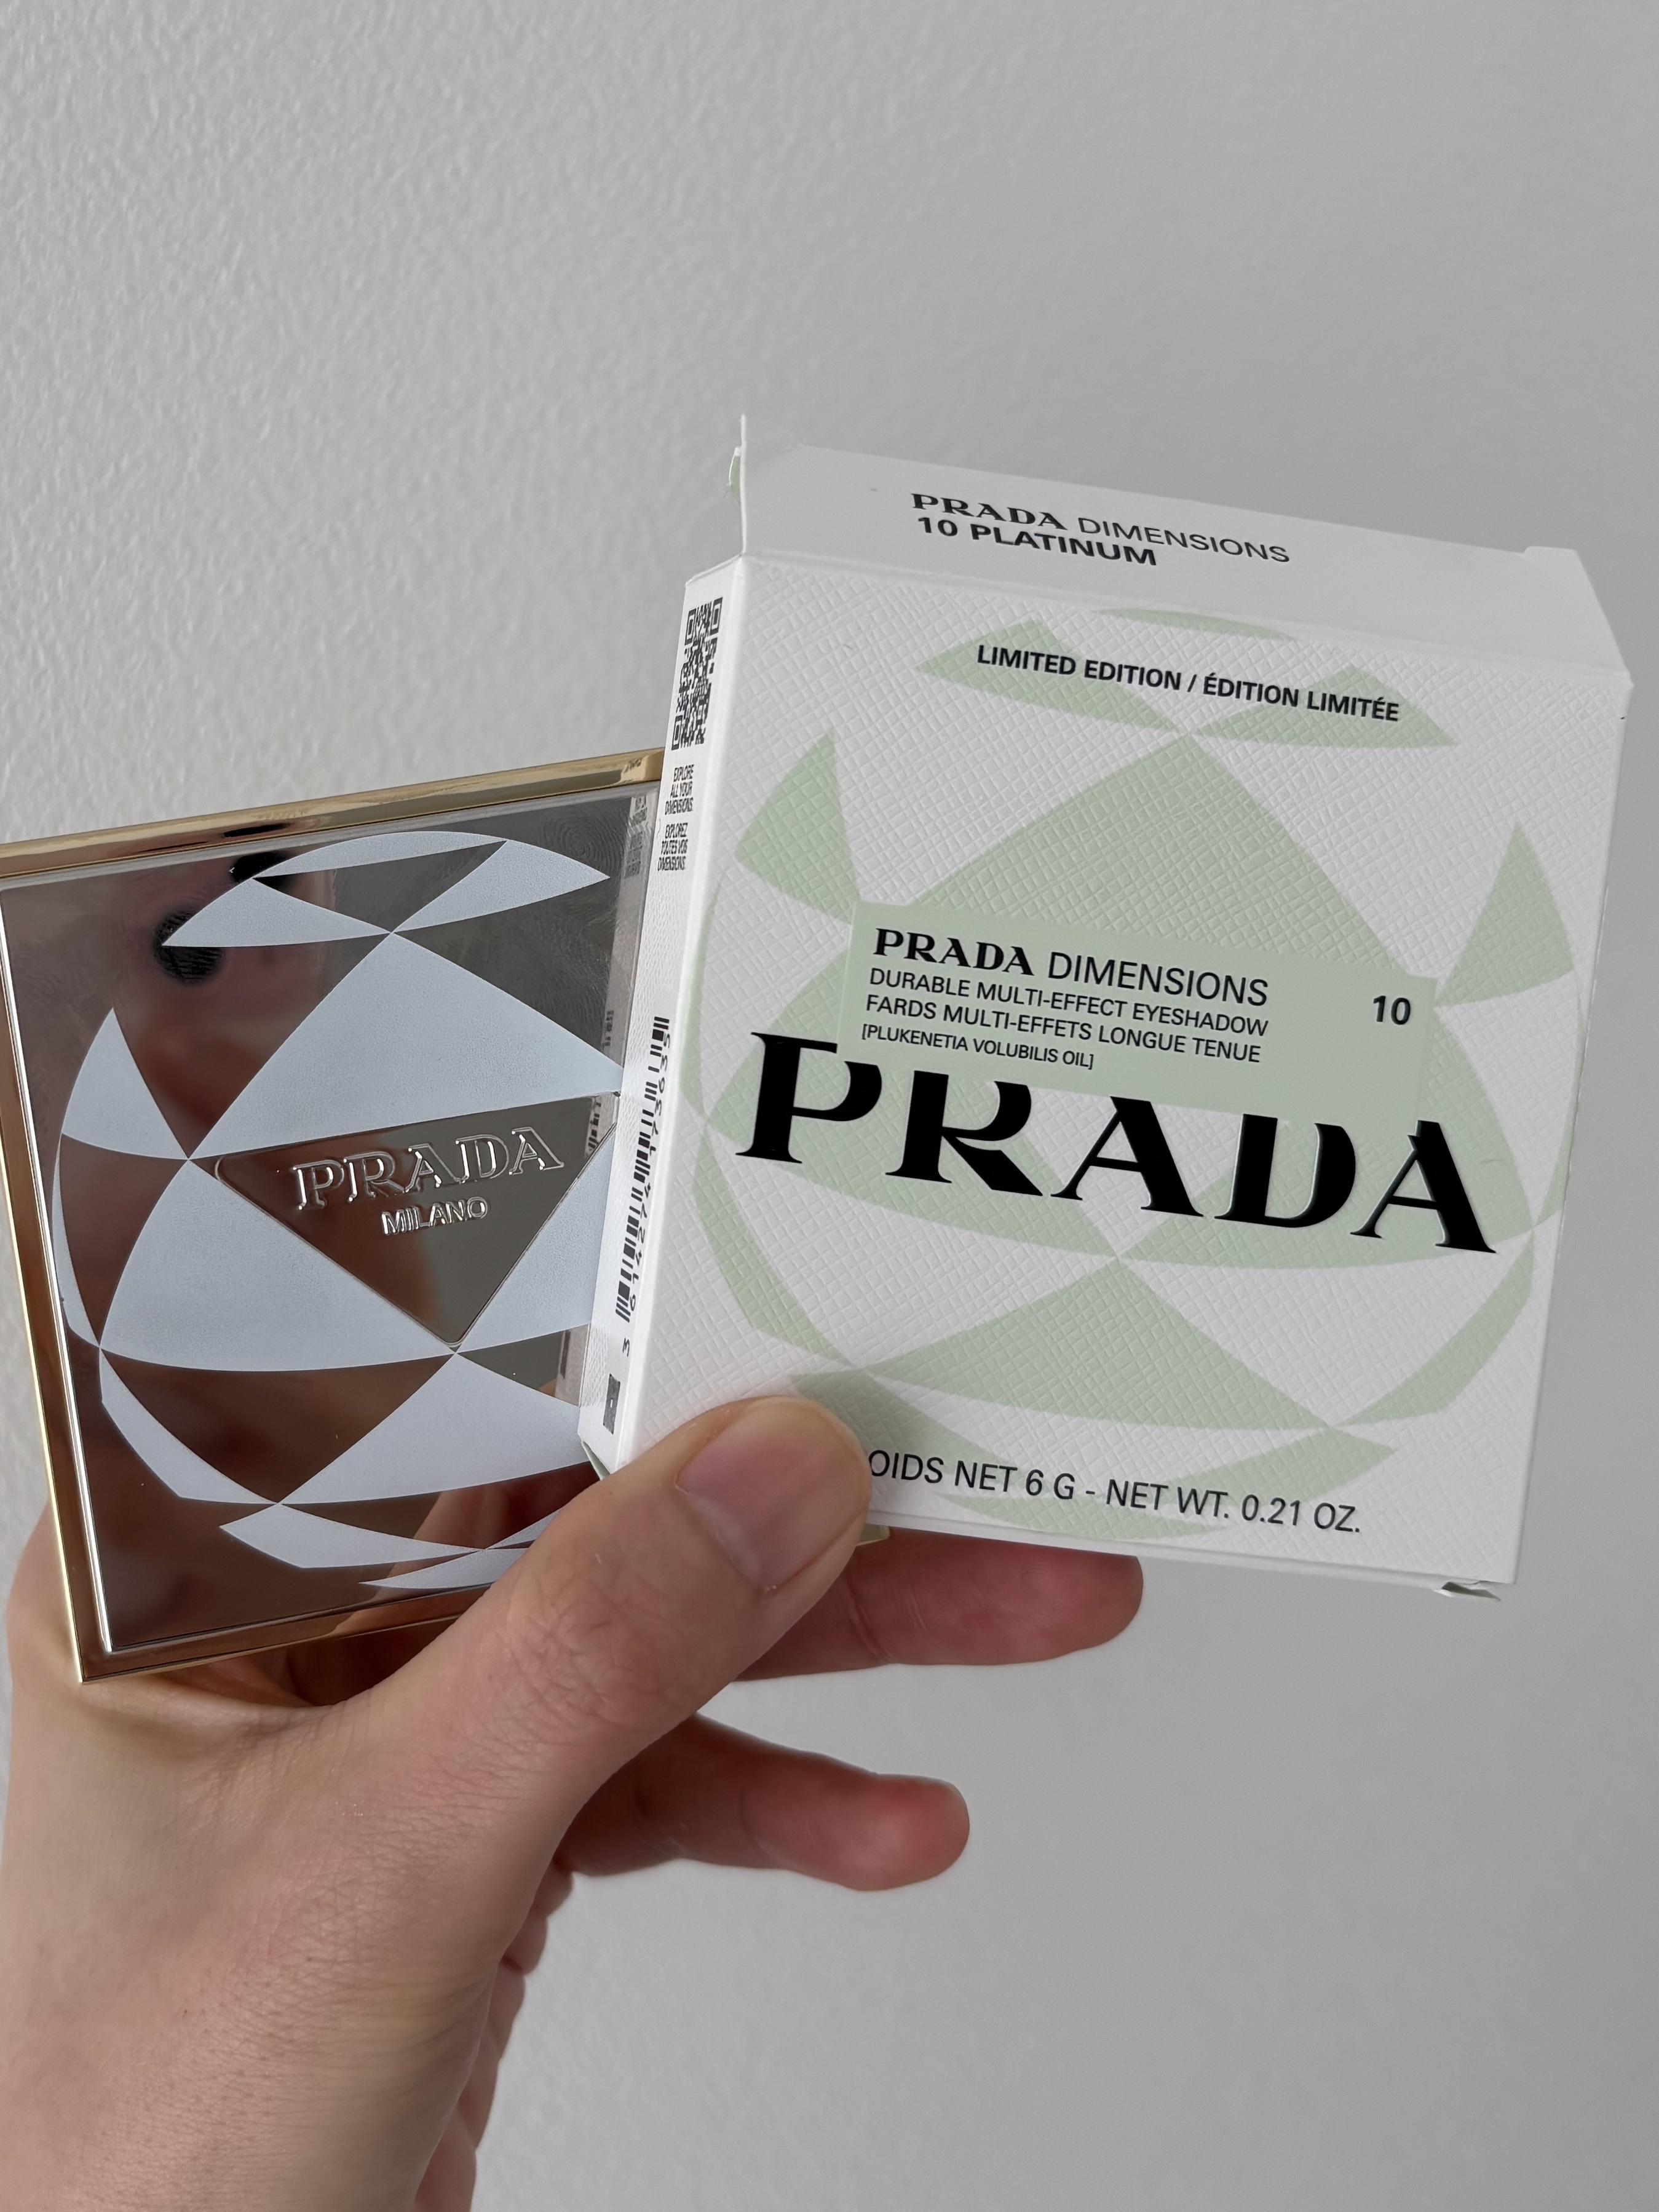 PRADA DIMENSIONS
10 PLATINUM
LIMITED EDITION / ÉDITION LIMITÉE
PRADA DIMENSIONS
DURABLE MULTI-EFFECT EYESHADOW
FARDS MULTI-EFFETS LONGUE TENUE
[PLUKENETIA VOLUBILIS OIL]
10
PRADA
OIDS NET 6 G - NET WT. 0.21 OZ.
EXPLORE
ALL YOUR
DIMENSIONS.
EXPLOREZ
TOUTES VOS
DIMENSIONS.
PRADA
MILANO